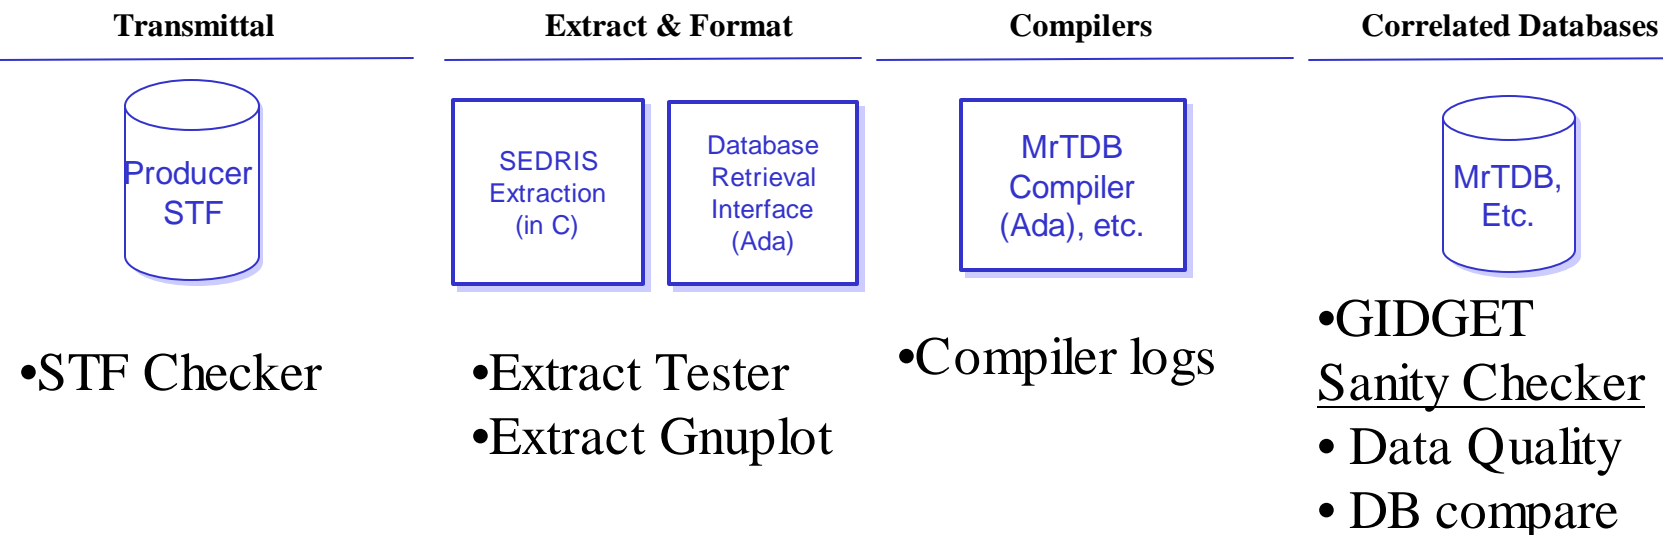 Transmittal
Extract & Format
Compilers
Correlated Databases
Producer
STF
SEDRIS
Extraction
(in C)
Database
Retrieval
Interface
(Ada)
MrTDB
Compiler
(Ada), etc.
MrTDB,
Etc.
•STF Checker
•Extract Tester
•Extract Gnuplot
•Compiler logs
•GIDGET
Sanity Checker
• Data Quality
• DB compare